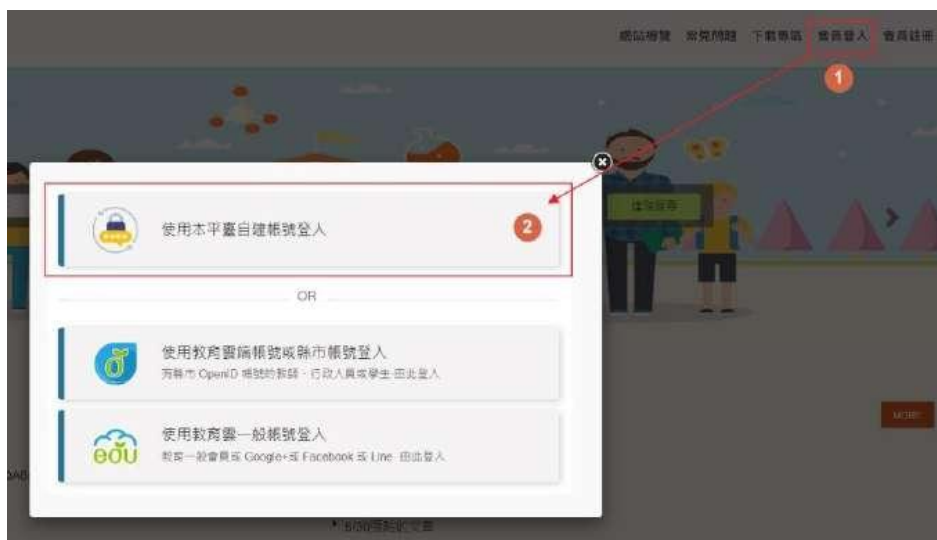 網站導覽 常見問題 下載專區 會員登入 會員註冊
1
使用本平臺自建帳號登入
2
OR
使用教育雲端帳號或縣市帳號登入
有縣市 OpenID 帳號的教師、行政人員或學生 由此登入
使用教育雲一般帳號登入
教育一般會員或 Google+或 Facebook 或 Line 由此登入
edu
MORE